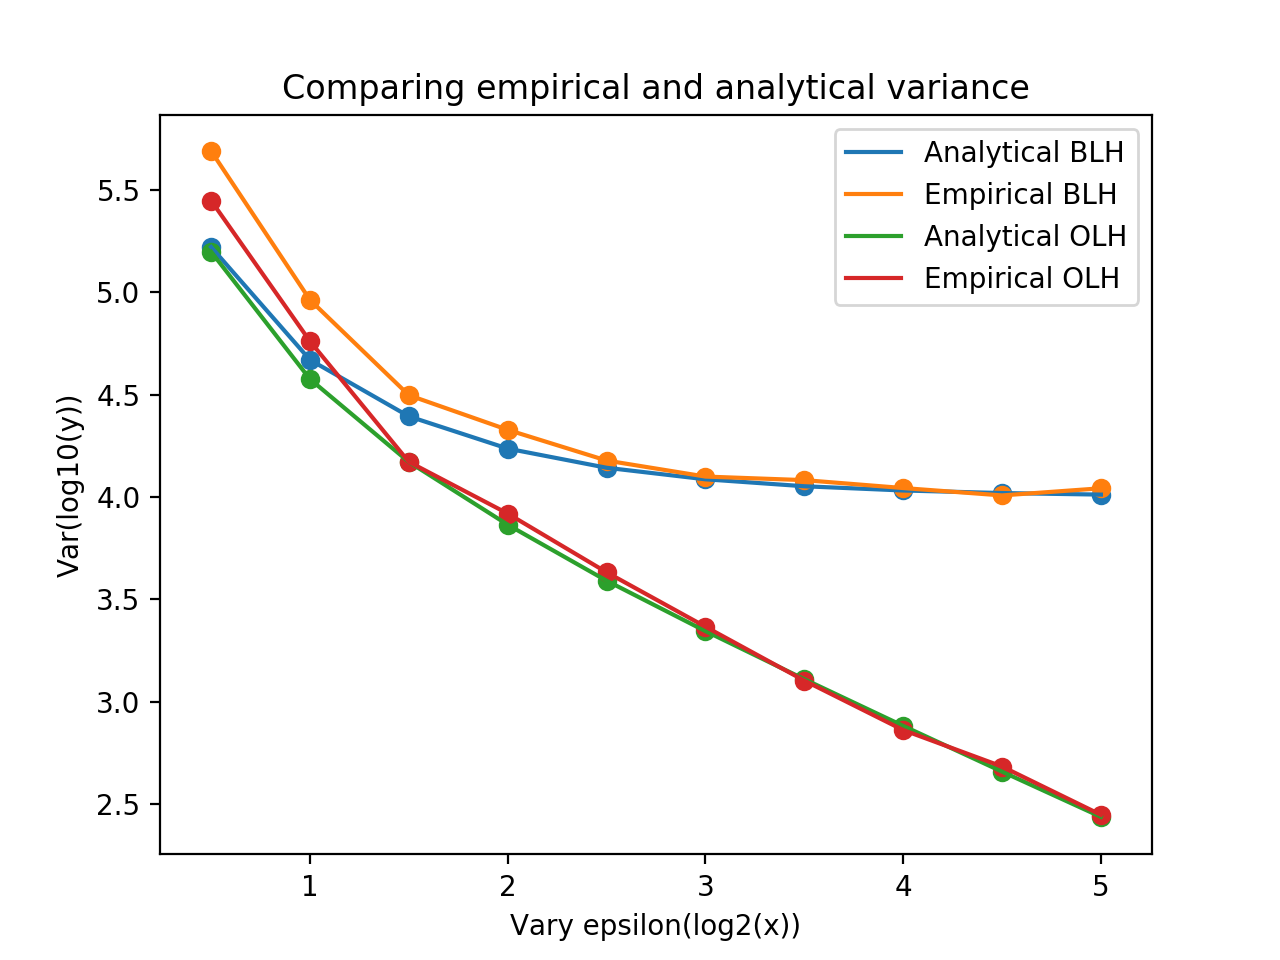 Comparing empirical and analytical variance
Analytical BLH
Empirical BLH
Analytical OLH
Empirical OLH
Var(log10(y))
5.5
5.0
4.5
4.0
3.5
3.0
2.5
1
2
3
4
5
Vary epsilon(log2(x))